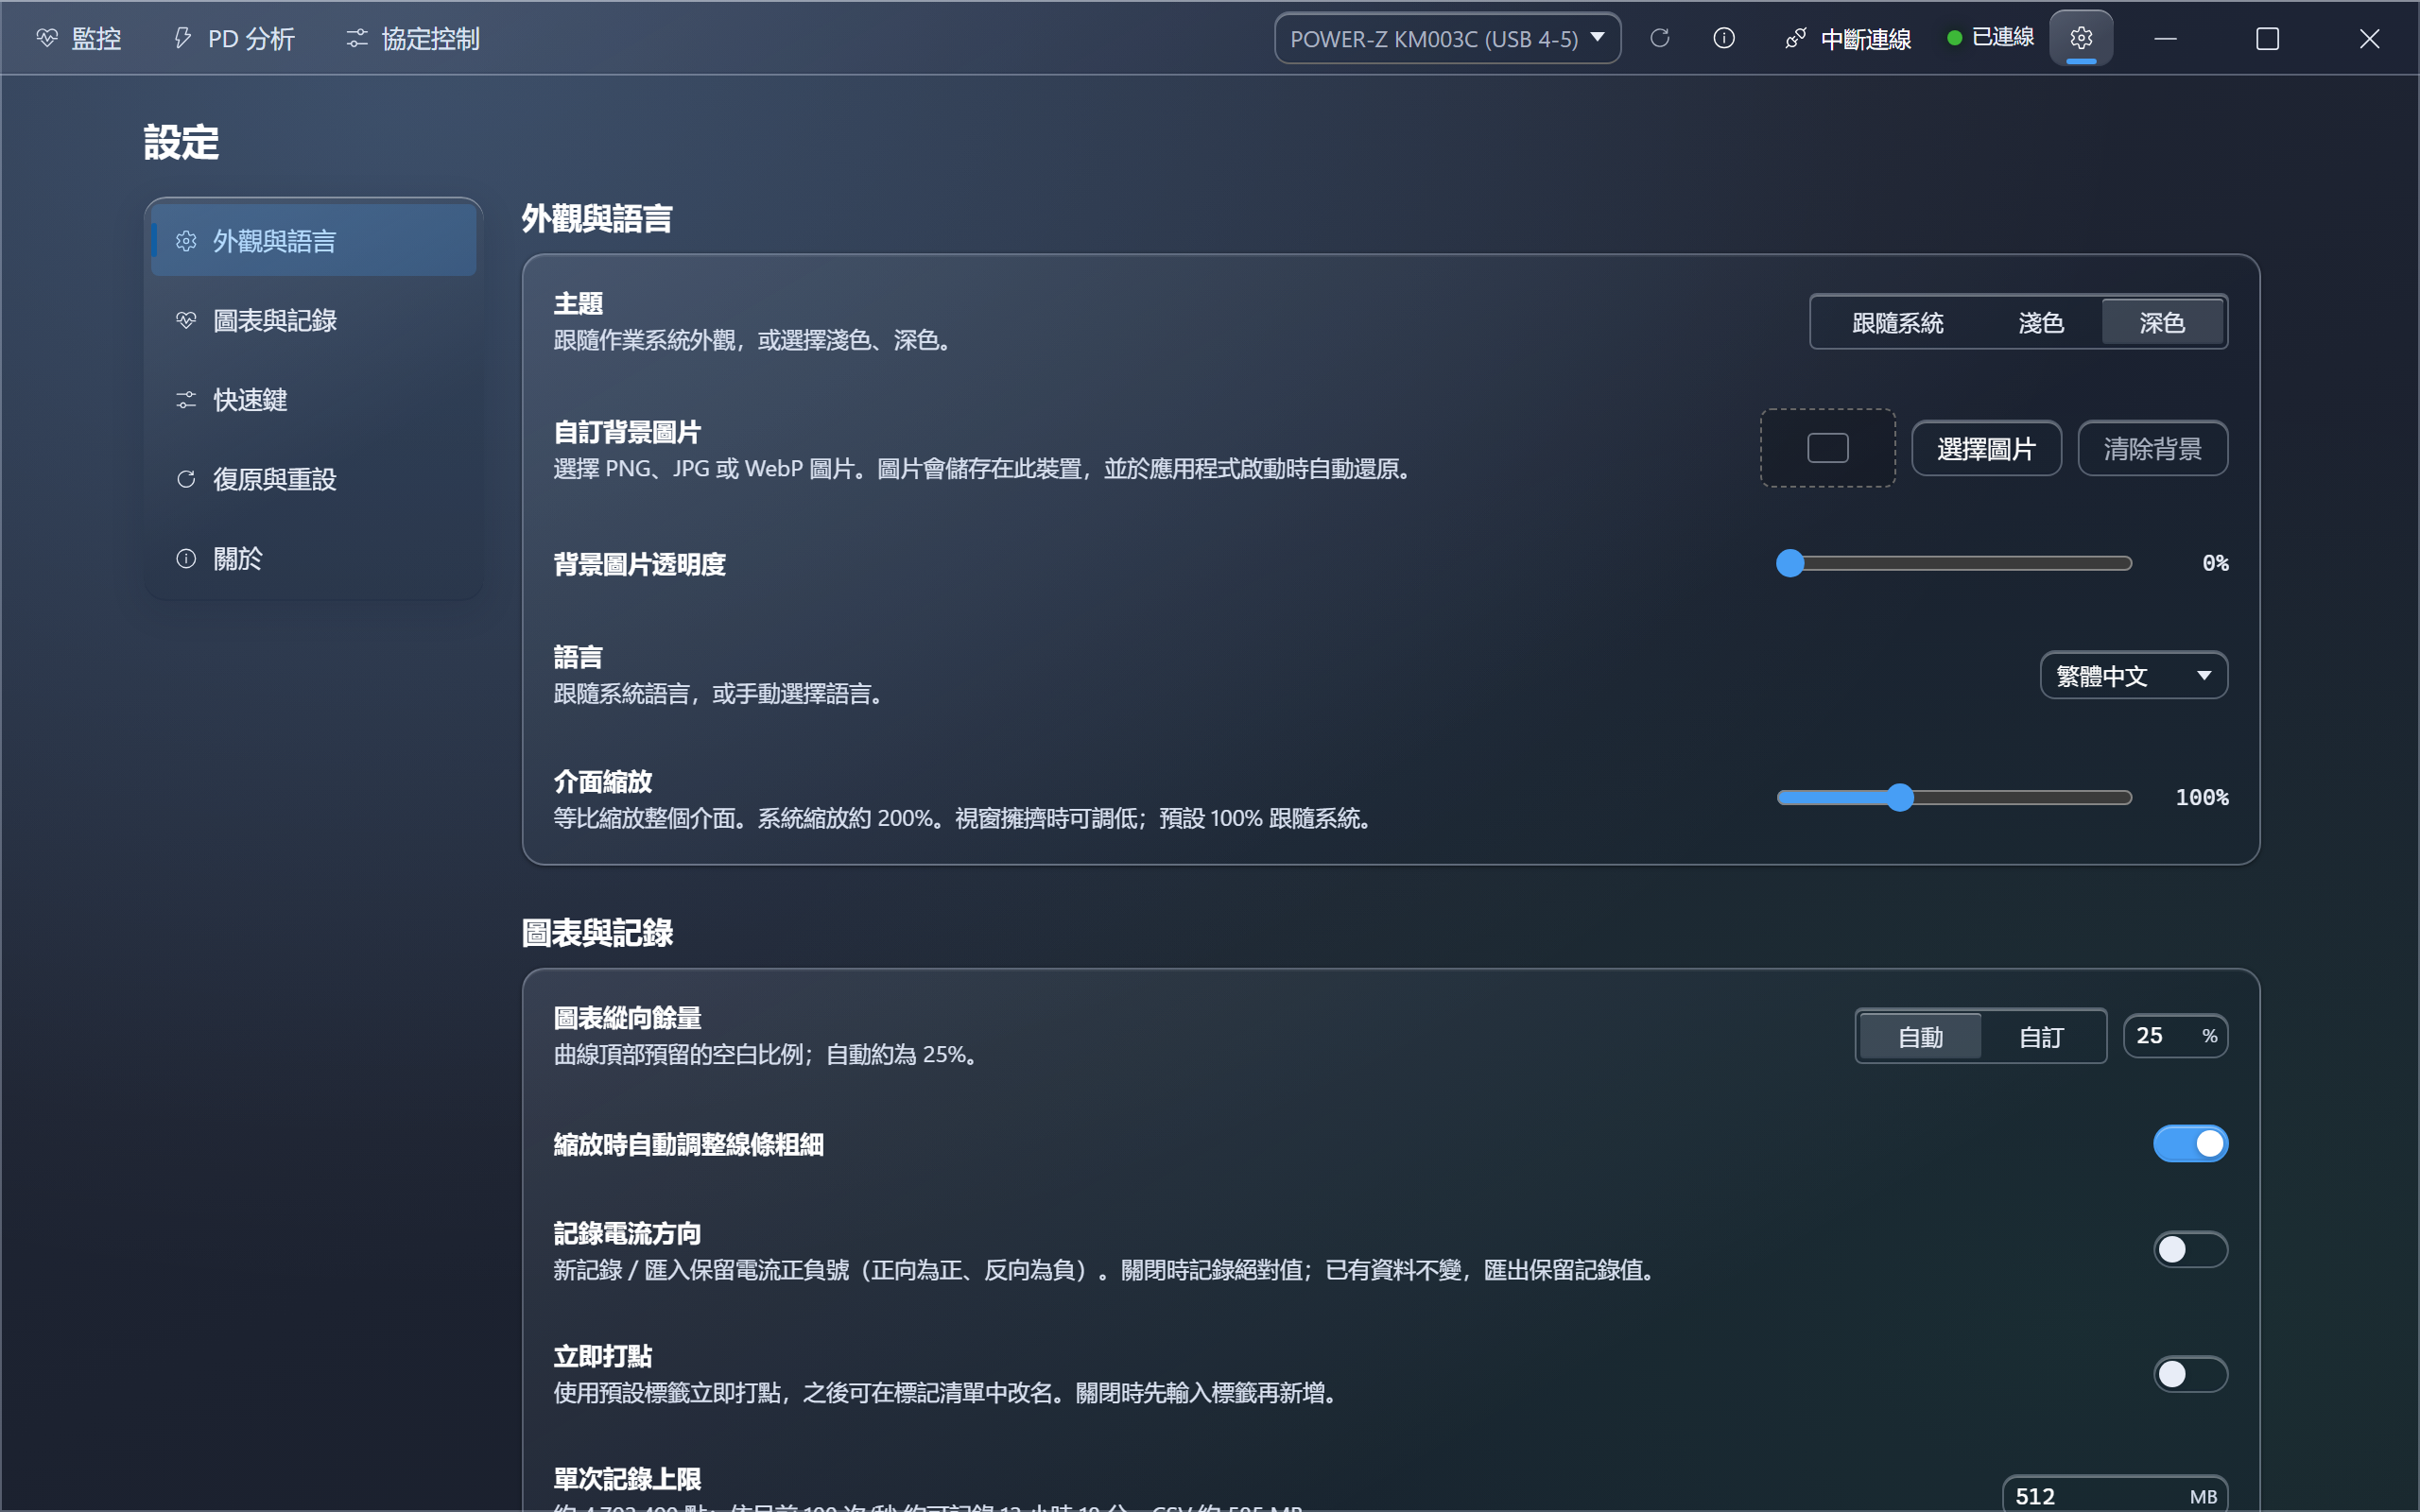 監控
PD 分析
協定控制
POWER-Z KM003C (USB 4-5)
中斷連線
已連線
設定
外觀與語言
圖表與記錄
快速鍵
復原與重設
關於
外觀與語言
主題
跟隨作業系統外觀，或選擇淺色、深色。
跟隨系統
淺色
深色
自訂背景圖片
選擇 PNG、JPG 或 WebP 圖片。圖片會儲存在此裝置，並於應用程式啟動時自動還原。
選擇圖片
清除背景
背景圖片透明度
0%
語言
跟隨系統語言，或手動選擇語言。
繁體中文
介面縮放
等比縮放整個介面。系統縮放約 200%。視窗擁擠時可調低；預設 100% 跟隨系統。
100%
圖表與記錄
圖表縱向餘量
曲線頂部預留的空白比例；自動約為 25%。
自動
自訂
25 %
縮放時自動調整線條粗細
記錄電流方向
新記錄 / 匯入保留電流正負號（正向為正、反向為負）。關閉時記錄絕對值；已有資料不變，匯出保留記錄值。
立即打點
使用預設標籤立即打點，之後可在標記清單中改名。關閉時先輸入標籤再新增。
單次記錄上限
512 MB